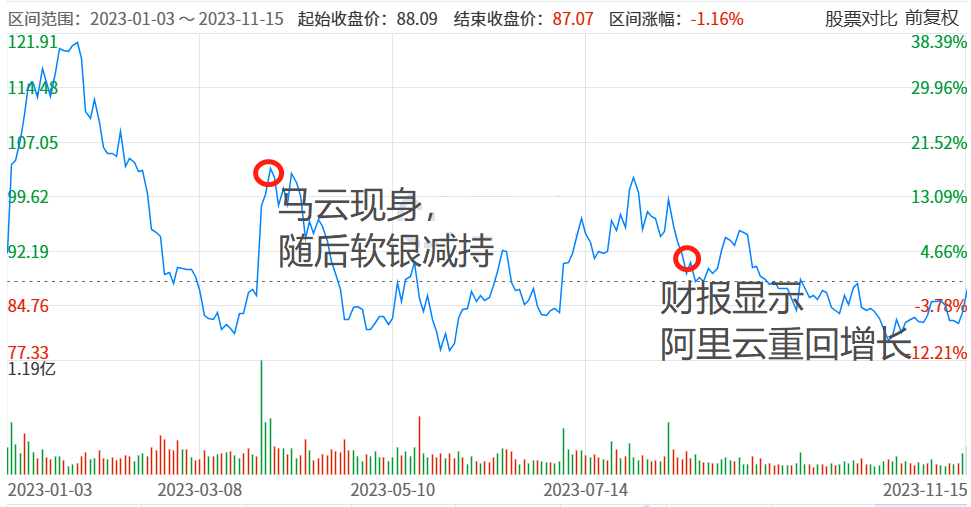 区间范围：2023-01-03 ～ 2023-11-15 起始收盘价：88.09 结束收盘价：87.07 区间涨幅：-1.16% 股票对比 前复权
121.91 38.39%
114.48 29.96%
107.05 21.52%
99.62 13.09%
马云现身，
随后软银减持
92.19 4.66%
84.76 -3.78%
财报显示
阿里云重回增长
77.33 -12.21%
1.19亿
2023-01-03 2023-03-08 2023-05-10 2023-07-14 2023-11-15